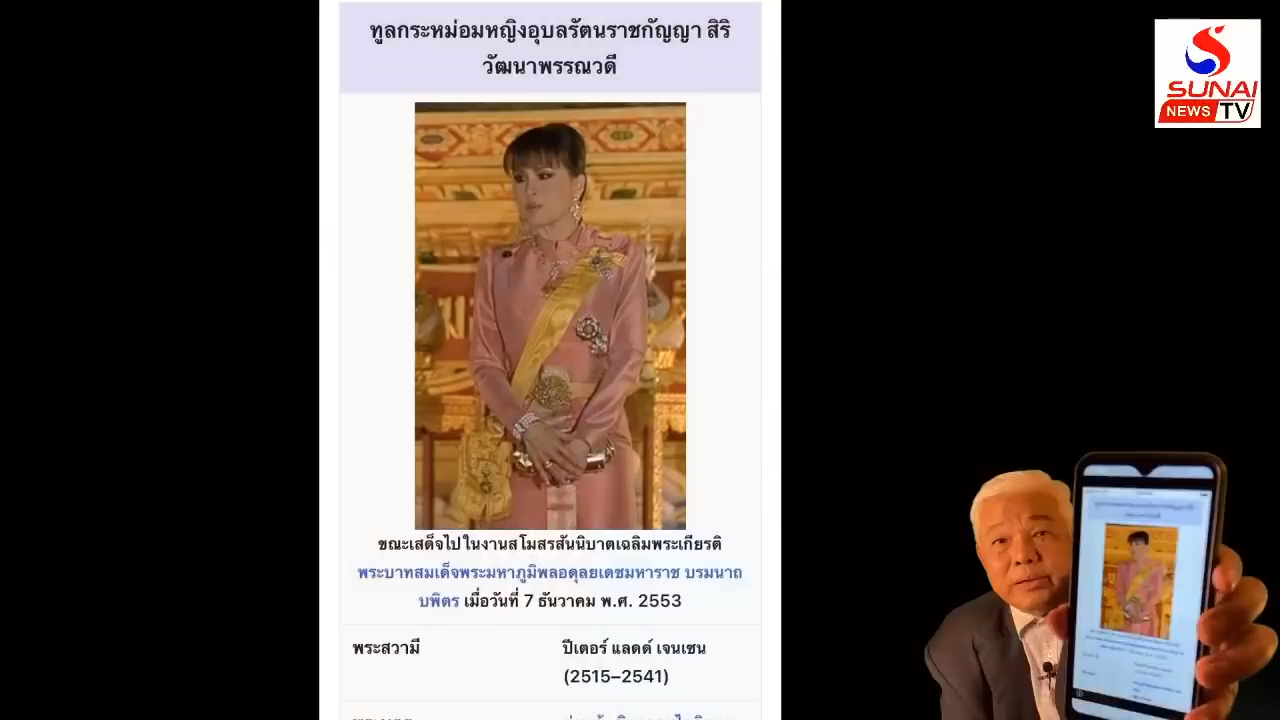 ทูลกระหม่อมหญิงอุบลรัตนราชกัญญา สิริ
วัฒนาพรรณวดี
ขณะเสด็จไปในงานสโมสรสันนิบาตเฉลิมพระเกียรติ
พระบาทสมเด็จพระมหาภูมิพลอดุลยเดชมหาราช บรมนาถ
บพิตร เมื่อวันที่ 7 ธันวาคม พ.ศ. 2553
พระสวามี
ปีเตอร์ แลดด์ เจนเซน
(2515–2541)
SUNAI
NEWS TV